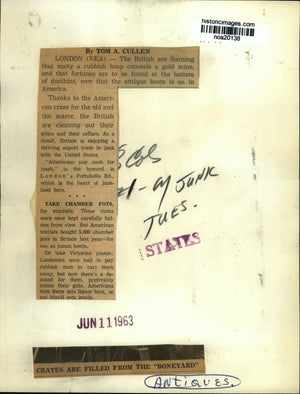 historicimages.com
noa20138
By TOM A. CULLEN
LONDON (NEA) — The British are learning
that many a rubbish heap conceals a gold mine,
and that fortunes are to be found at the bottom
of dustbins, now that the antique boom is on in
America.
Thanks to the Ameri-
can craze for the old and
the scarce, the British
are cleaning out their
attics and their cellars. As a
result, Britain is enjoying a
thriving export trade in junk
with the United States.
"Americans pay cash for
trash," is the byword in
London's Portobello Rd.,
which is the heart of junk-
land here.
TAKE CHAMBER POTS,
for example. These items
were once kept carefully hid-
den from view. But American
tourists bought 5,000 chamber
pots in Britain last year—for
use as punch bowls.
Or take Victorian pianos.
Londoners once had to pay
rubbish men to cart them
away, but now there's a de-
mand for them, preferably
minus their guts. Americans
turn them into liquor bars, or
put hi-fi sets inside.
JUNK
TUES.
STATES
JUN 11 1963
CRATES ARE FILLED FROM THE "BONEYARD"
ANTIQUES.